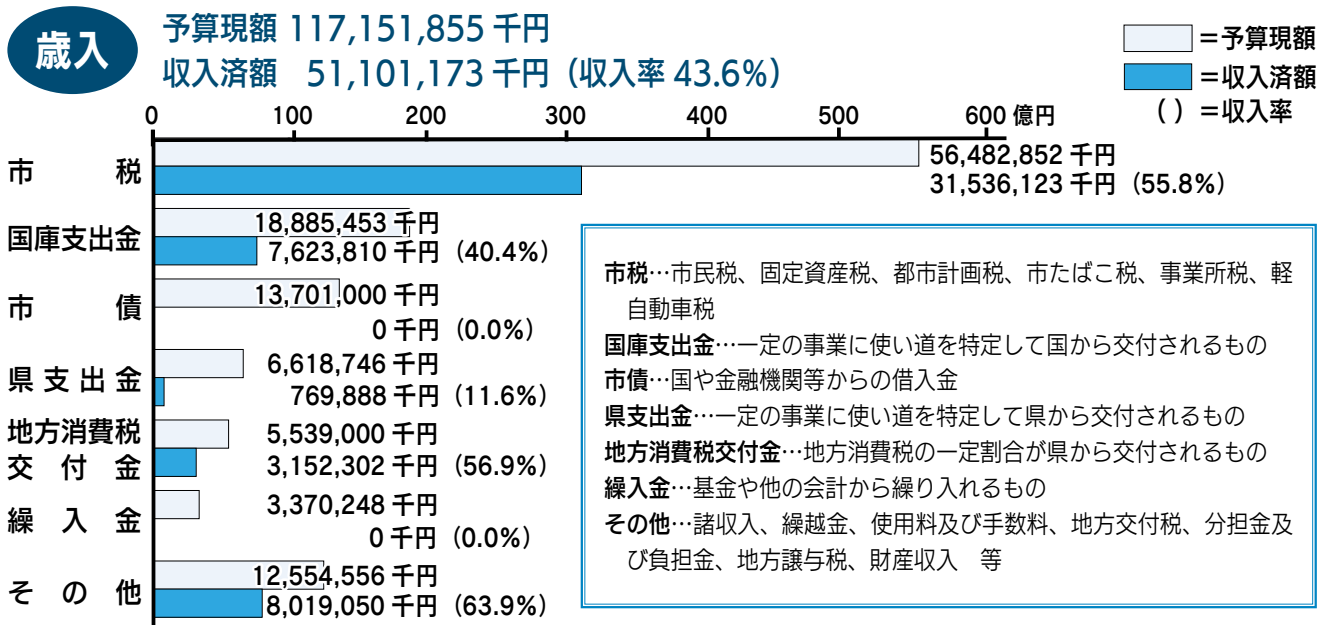 歳入
予算現額 117,151,855 千円
収入済額　51,101,173 千円（収入率 43.6%）
＝予算現額
＝収入済額
（ ）＝収入率
0 100 200 300 400 500 600 億円
市税
56,482,852 千円
31,536,123 千円（55.8%）
国庫支出金
18,885,453 千円
7,623,810 千円（40.4%）
市債
13,701,000 千円
0 千円（0.0%）
県支出金
6,618,746 千円
769,888 千円（11.6%）
地方消費税
交付金
5,539,000 千円
3,152,302 千円（56.9%）
繰入金
3,370,248 千円
0 千円（0.0%）
その他
12,554,556 千円
8,019,050 千円（63.9%）
市税…市民税、固定資産税、都市計画税、市たばこ税、事業所税、軽
自動車税
国庫支出金…一定の事業に使い道を特定して国から交付されるもの
市債…国や金融機関等からの借入金
県支出金…一定の事業に使い道を特定して県から交付されるもの
地方消費税交付金…地方消費税の一定割合が県から交付されるもの
繰入金…基金や他の会計から繰り入れるもの
その他…諸収入、繰越金、使用料及び手数料、地方交付税、分担金及
び負担金、地方譲与税、財産収入　等